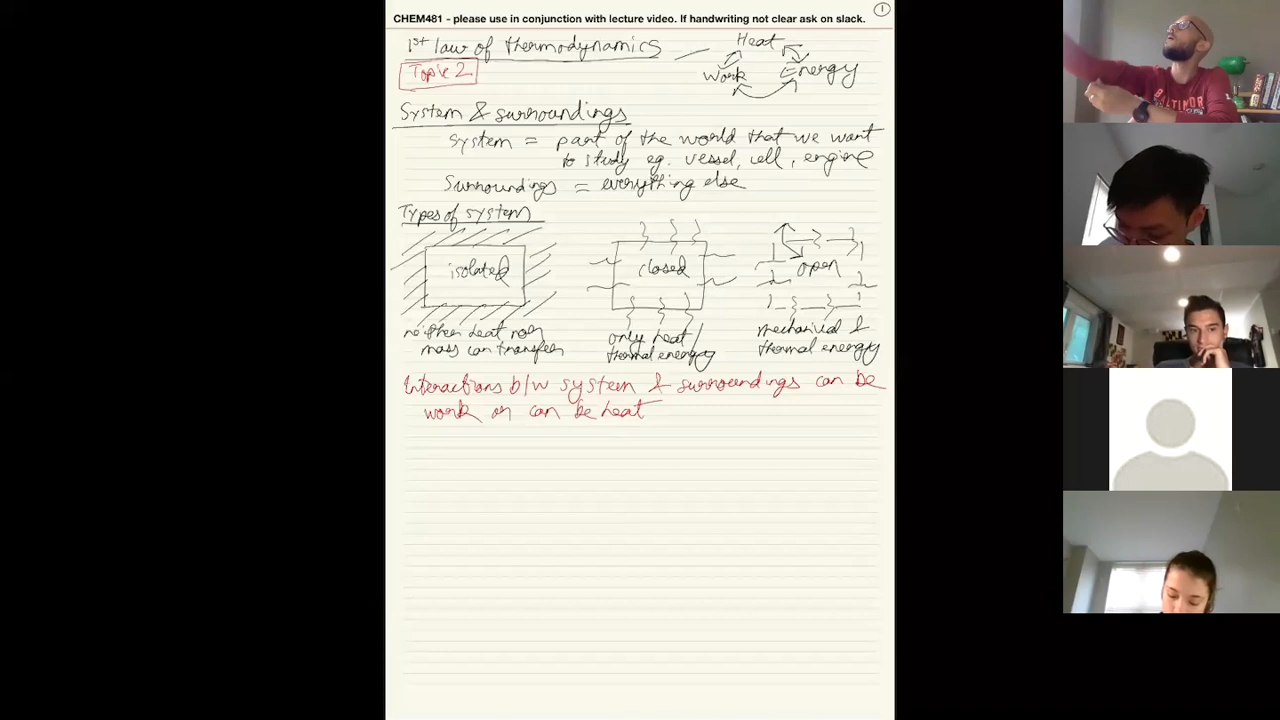 CHEM481 - please use in conjunction with lecture video. If handwriting not clear ask on slack.
1
1st law of thermodynamics
Heat
Work
Energy
Topic 2
System & surroundings
System = part of the world that we want
to study eg. vessel, cell, engine
Surroundings = everything else
Types of system
isolated
closed
open
neither heat nor
mass can transfer
only heat/
thermal energy
mechanical &
thermal energy
Interactions b/w system & surroundings can be
work or can be heat
BALTIMOR